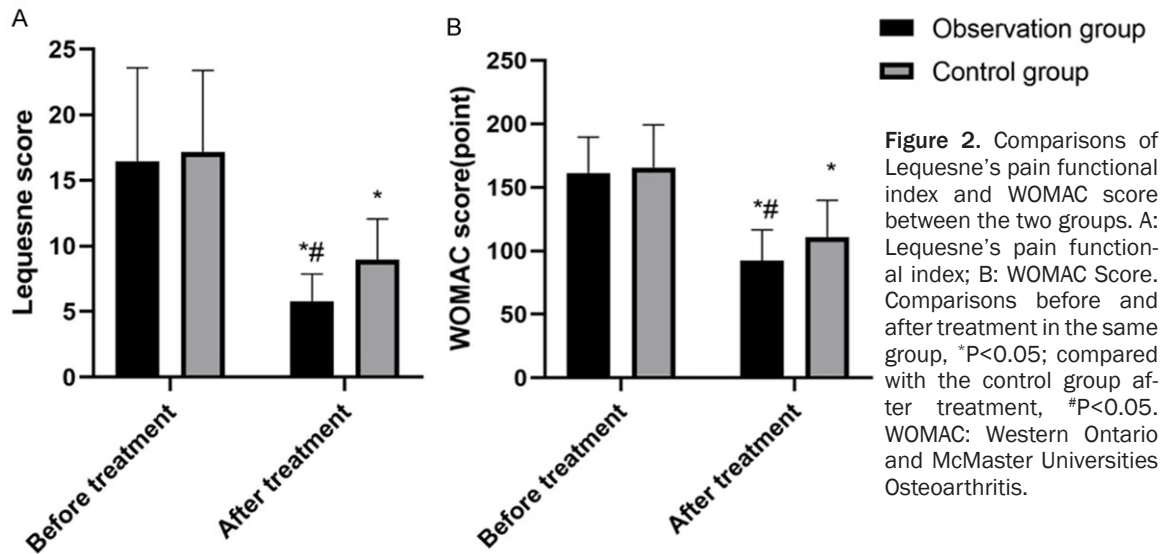 A
Lequesne score
25
20
15
10
5
0
*#
*
Before treatment
After treatment
B
WOMAC score(point)
250
200
150
100
50
0
*#
*
Before treatment
After treatment
Observation group
Control group
Figure 2. Comparisons of
Lequesne's pain functional
index and WOMAC score
between the two groups. A:
Lequesne's pain function-
al index; B: WOMAC Score.
Comparisons before and
after treatment in the same
group, *P<0.05; compared
with the control group af-
ter treatment, #P<0.05.
WOMAC: Western Ontario
and McMaster Universities
Osteoarthritis.